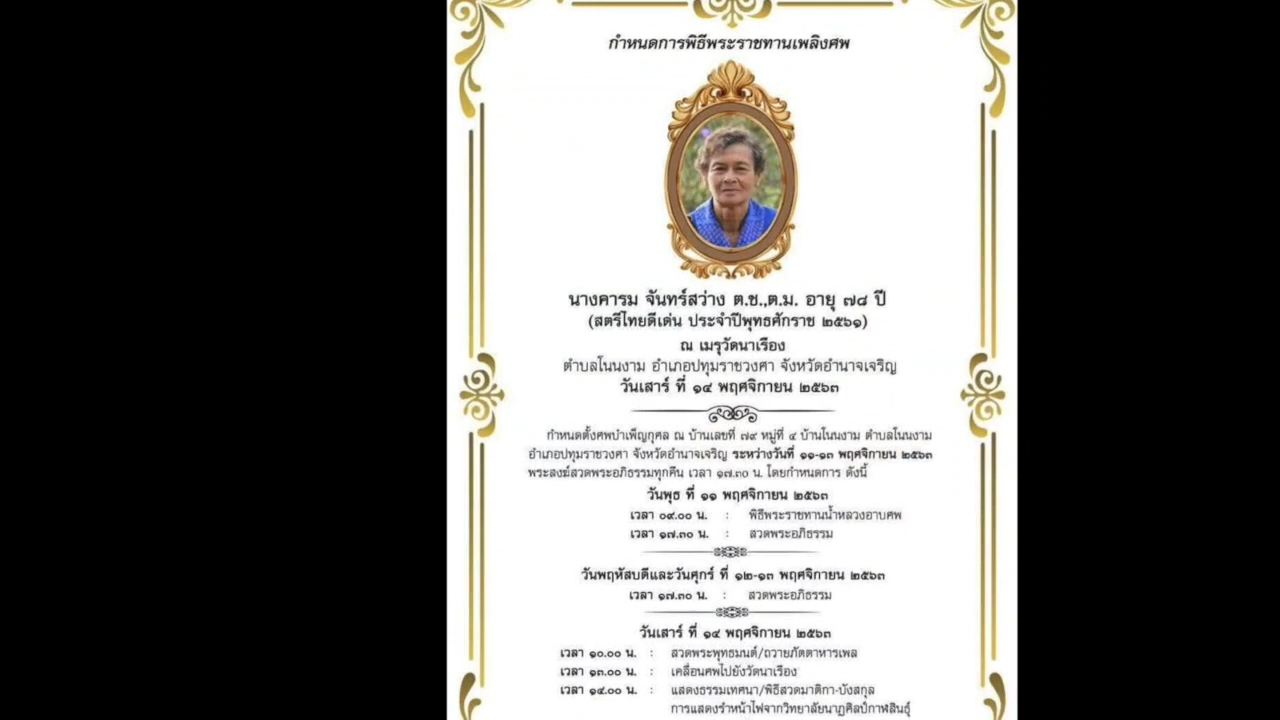 กำหนดการพิธีพระราชทานเพลิงศพ
นางคารม จันทร์สว่าง ต.ช.,ต.ม. อายุ ๗๘ ปี
(สตรีไทยดีเด่น ประจำปีพุทธศักราช ๒๕๖๑)
ณ เมรุวัดนาเรือง
ตำบลโนนงาม อำเภอปทุมราชวงศา จังหวัดอำนาจเจริญ
วันเสาร์ ที่ ๑๔ พฤศจิกายน ๒๕๖๓
กำหนดตั้งศพบำเพ็ญกุศล ณ บ้านเลขที่ ๗๙ หมู่ที่ ๔ บ้านโนนงาม ตำบลโนนงาม
อำเภอปทุมราชวงศา จังหวัดอำนาจเจริญ ระหว่างวันที่ ๑๑-๑๓ พฤศจิกายน ๒๕๖๓
พระสงฆ์สวดพระอภิธรรมทุกคืน เวลา ๑๗.๓๐ น. โดยกำหนดการ ดังนี้
วันพุธ ที่ ๑๑ พฤศจิกายน ๒๕๖๓
เวลา ๐๙.๐๐ น. : พิธีพระราชทานน้ำหลวงอาบศพ
เวลา ๑๗.๓๐ น. : สวดพระอภิธรรม
วันพฤหัสบดีและวันศุกร์ ที่ ๑๒-๑๓ พฤศจิกายน ๒๕๖๓
เวลา ๑๗.๓๐ น. : สวดพระอภิธรรม
วันเสาร์ ที่ ๑๔ พฤศจิกายน ๒๕๖๓
เวลา ๑๐.๐๐ น. : สวดพระพุทธมนต์/ถวายภัตตาหารเพล
เวลา ๑๓.๐๐ น. : เคลื่อนศพไปยังวัดนาเรือง
เวลา ๑๔.๐๐ น. : แสดงธรรมเทศนา/พิธีสวดมาติกา-บังสกุล
การแสดงรำหน้าไฟจากวิทยาลัยนาฏศิลป์กาฬสินธุ์